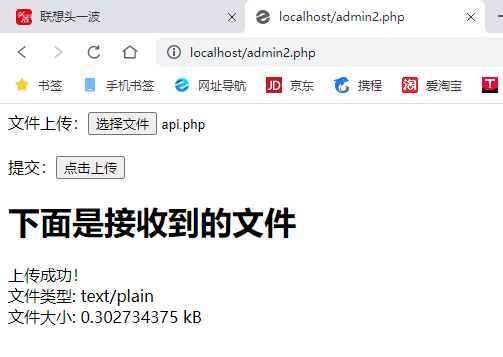 联想头一波
localhost/admin2.php
localhost/admin2.php
书签 手机书签 网址导航 JD 京东 携程 淘 爱淘宝 T
文件上传: 选择文件 api.php
提交: 点击上传
下面是接收到的文件
上传成功!
文件类型: text/plain
文件大小: 0.302734375 kB